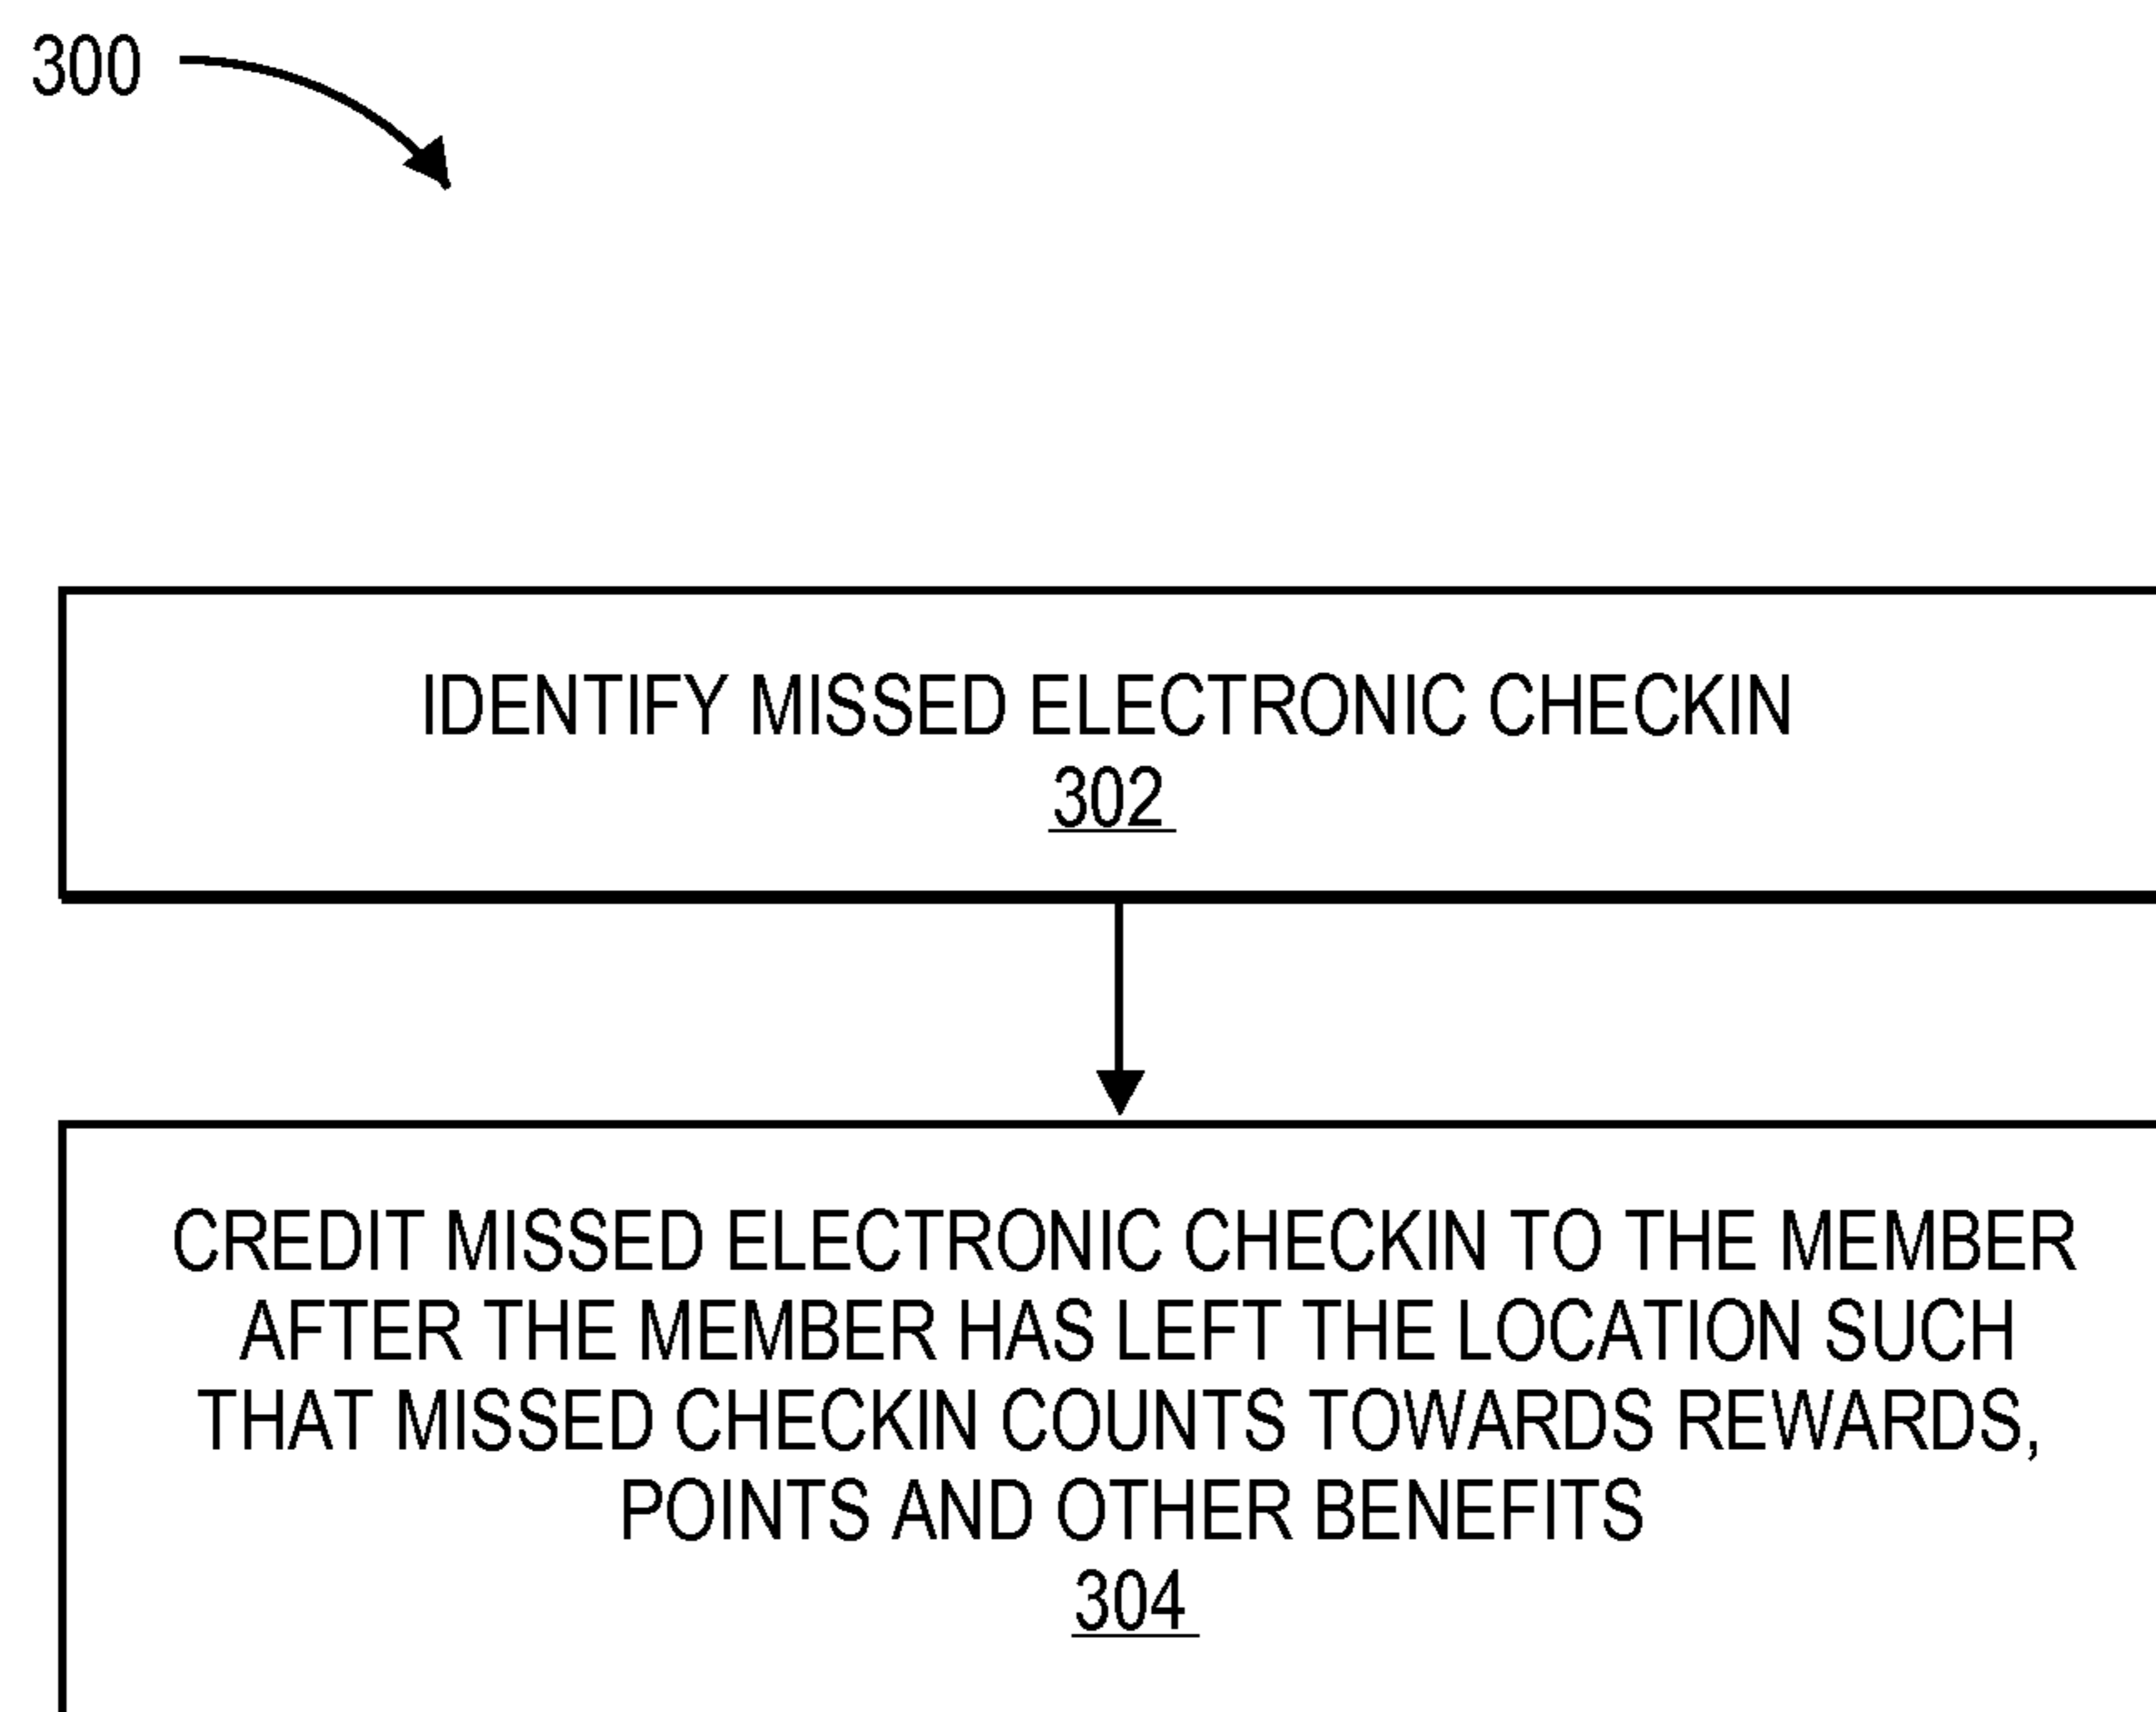 300
IDENTIFY MISSED ELECTRONIC CHECKIN
302
CREDIT MISSED ELECTRONIC CHECKIN TO THE MEMBER
AFTER THE MEMBER HAS LEFT THE LOCATION SUCH
THAT MISSED CHECKIN COUNTS TOWARDS REWARDS,
POINTS AND OTHER BENEFITS
304